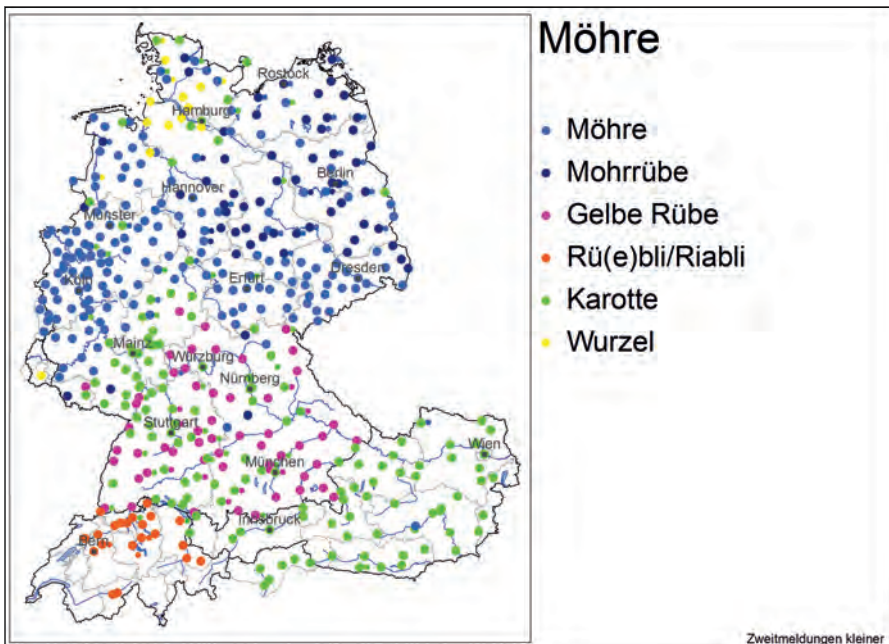 Möhre
Möhre
Mohrrübe
Gelbe Rübe
Rü(e)bli/Riabli
Karotte
Wurzel
Rostock
Hamburg
Berlin
Hannover
Münster
Köln
Erfurt
Dresden
Mainz
Würzburg
Nürnberg
Stuttgart
Wien
München
Innsbruck
Bern
Zweitmeldungen kleiner